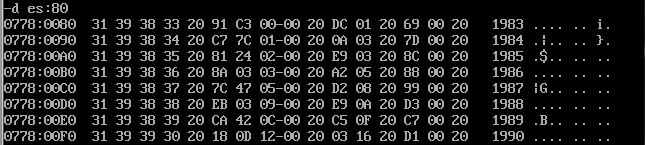 -d es:80
0778:0080  31 39 38 33 20 91 C3 00-00 20 DC 01 20 69 00 20   1983 ..... .. i.
0778:0090  31 39 38 34 20 C7 7C 01-00 20 0A 03 20 7D 00 20   1984 .|.. .. }.
0778:00A0  31 39 38 35 20 81 24 02-00 20 E9 03 20 8C 00 20   1985 .$.. .. ..
0778:00B0  31 39 38 36 20 8A 03 03-00 20 A2 05 20 88 00 20   1986 .... .. ..
0778:00C0  31 39 38 37 20 7C 47 05-00 20 D2 08 20 99 00 20   1987 |G.. .. ..
0778:00D0  31 39 38 38 20 EB 03 09-00 20 E9 0A 20 D3 00 20   1988 .... .. ..
0778:00E0  31 39 38 39 20 CA 42 0C-00 20 C5 0F 20 C7 00 20   1989 .B.. .. ..
0778:00F0  31 39 39 30 20 18 0D 12-00 20 03 16 20 D1 00 20   1990 .... .. ..